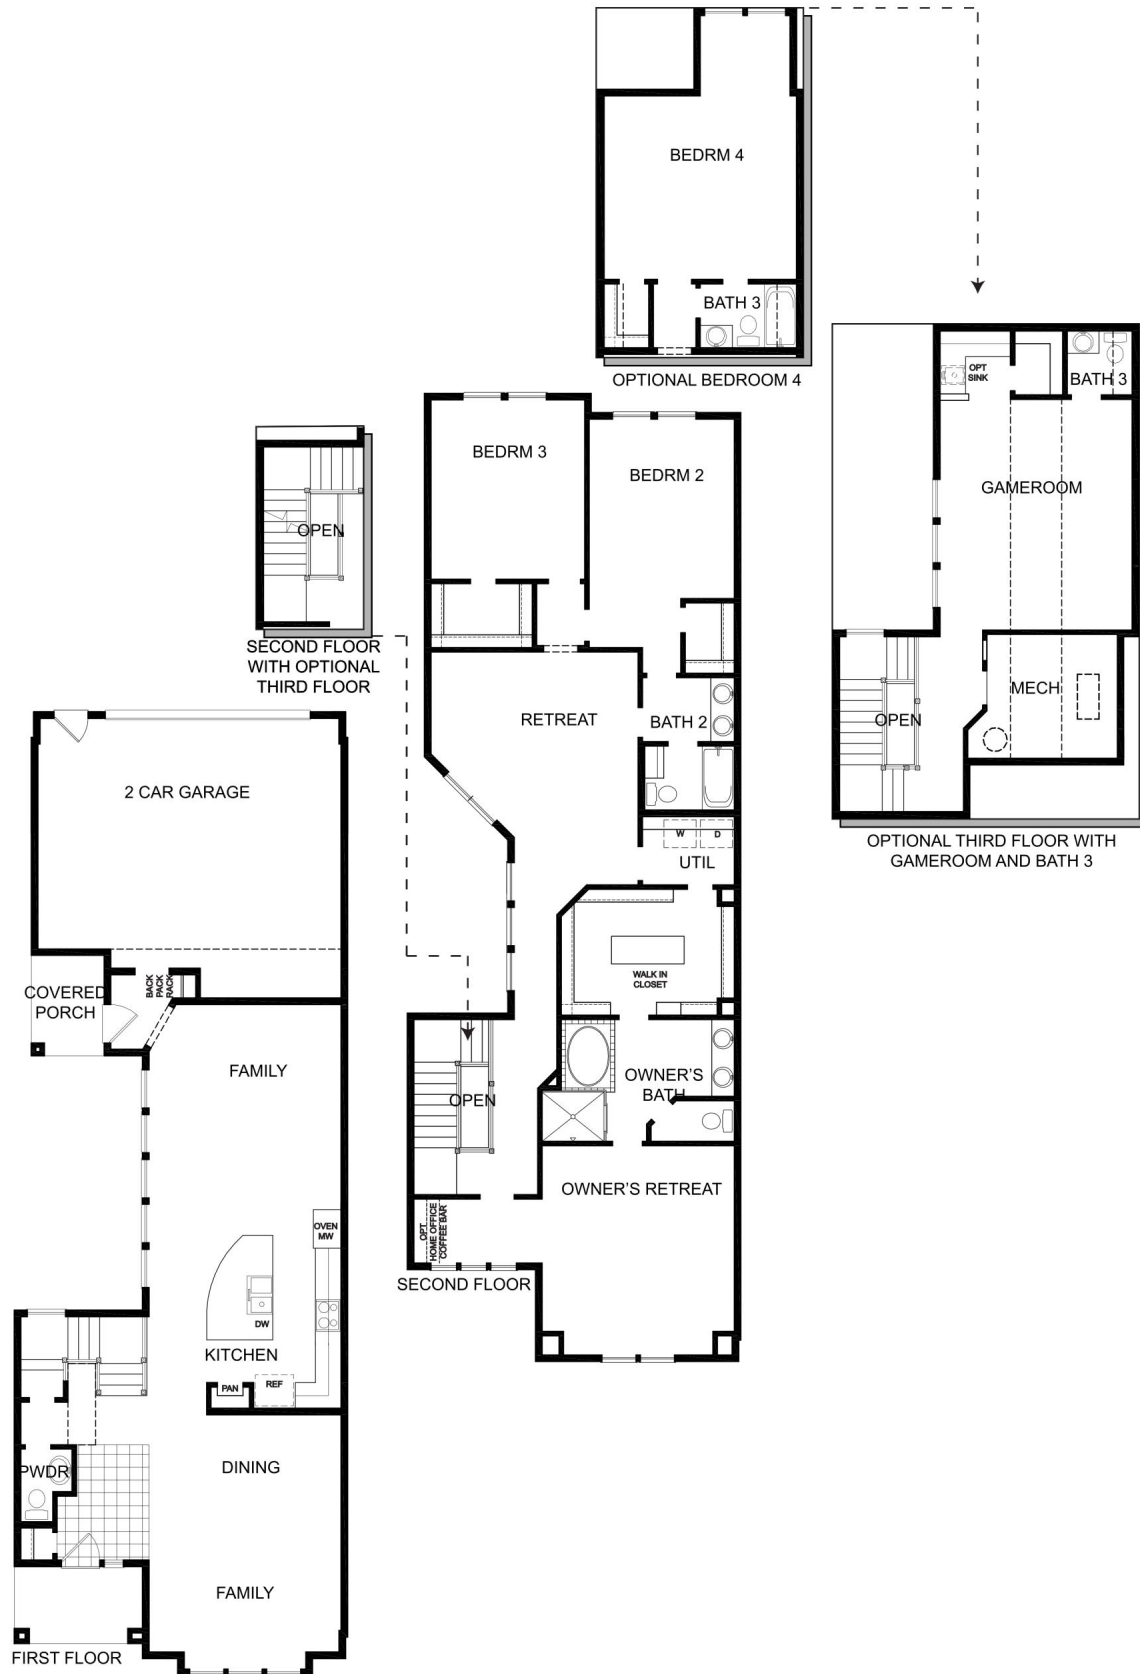 BEDRM 4
BATH 3
OPTIONAL BEDROOM 4
OPT
SINK
BATH 3
GAMEROOM
MECH
OPEN
OPTIONAL THIRD FLOOR WITH
GAMEROOM AND BATH 3
OPEN
SECOND FLOOR
WITH OPTIONAL
THIRD FLOOR
BEDRM 3
BEDRM 2
RETREAT
BATH 2
W
D
UTIL
WALK IN
CLOSET
OWNER'S
BATH
OPEN
OWNER'S RETREAT
OPT
HOME OFFICE
COFFEE BAR
SECOND FLOOR
2 CAR GARAGE
COVERED
PORCH
BACK
PACK
RACK
FAMILY
OVEN
MW
DW
KITCHEN
PAN
REF
DINING
PWDR
FAMILY
FIRST FLOOR